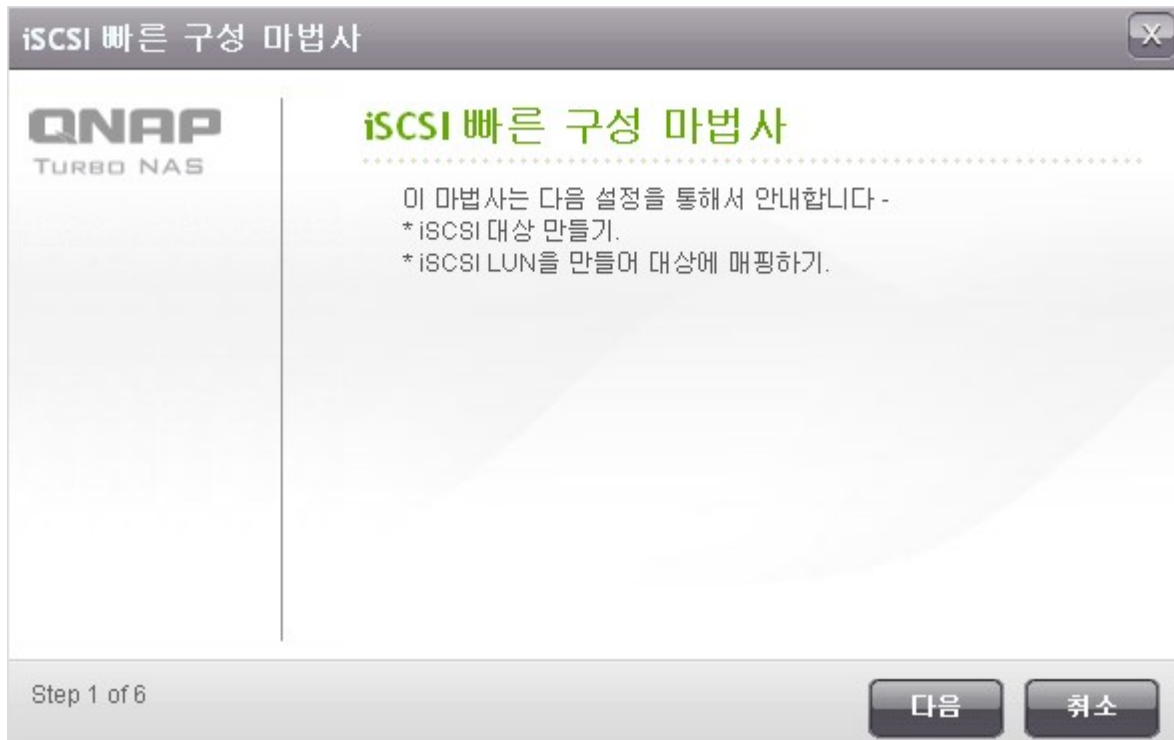 iSCSI 빠른 구성 마법사
X
QNAP
TURBO NAS
iSCSI 빠른 구성 마법사
이 마법사는 다음 설정을 통해서 안내합니다 -
* iSCSI 대상 만들기.
* iSCSI LUN을 만들어 대상에 매핑하기.
Step 1 of 6
다음
취소